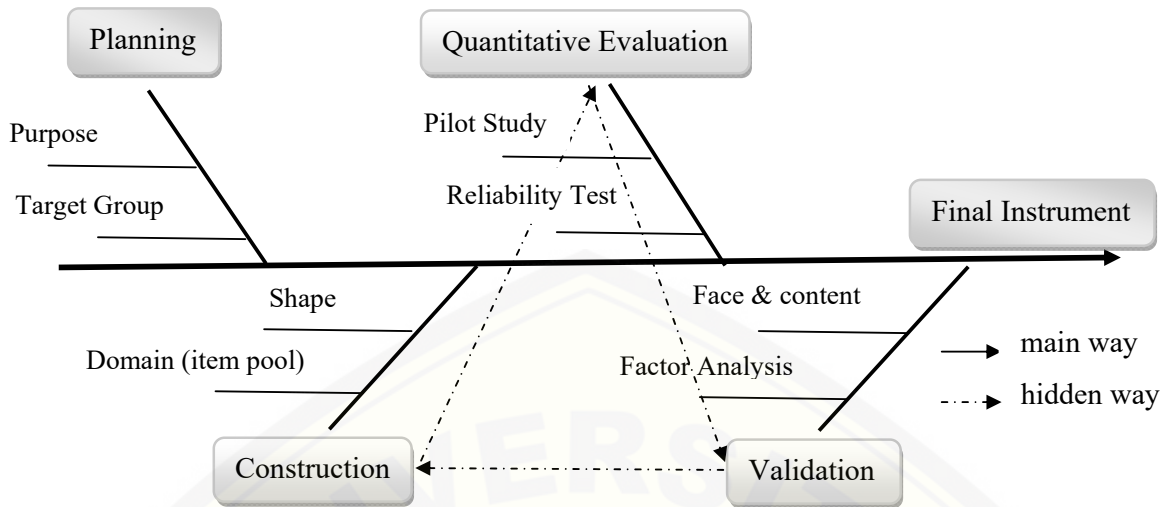 Planning
Quantitative Evaluation
Purpose
Pilot Study
Target Group
Reliability Test
Final Instrument
Shape
Face & content
Domain (item pool)
Factor Analysis
main way
hidden way
Construction
Validation